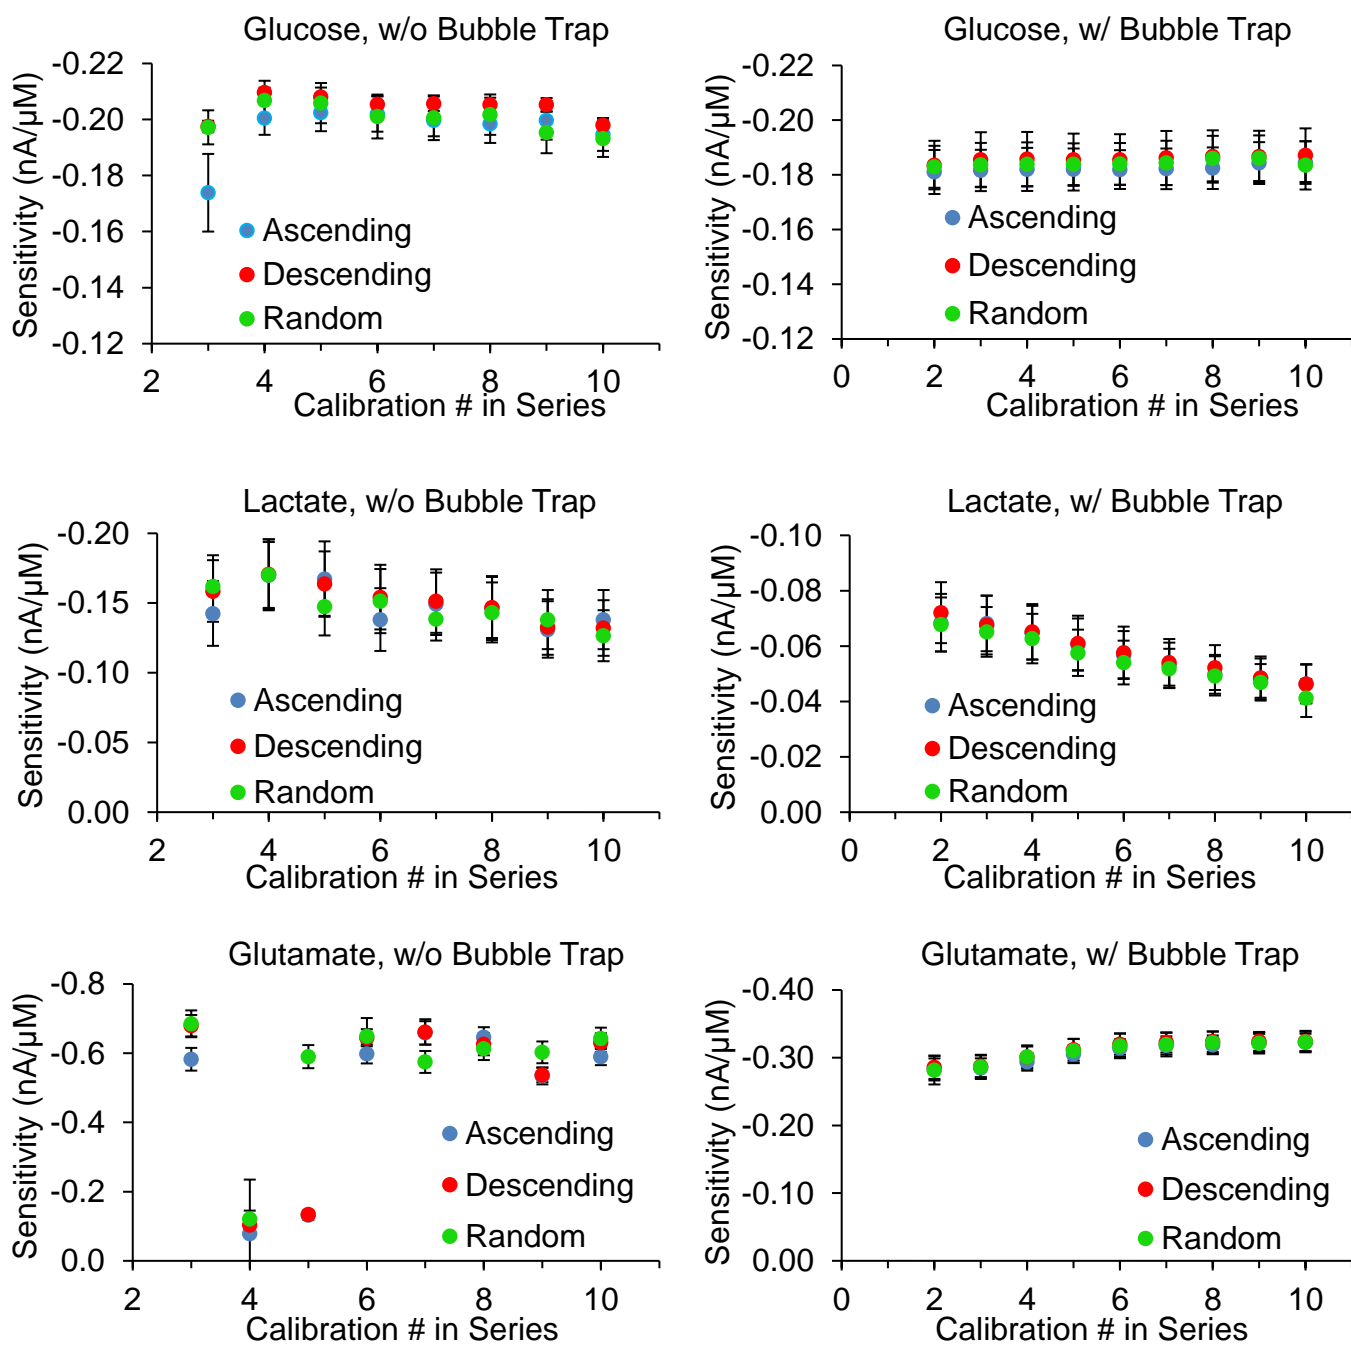 Glucose, w/o Bubble Trap
Sensitivity (nA/µM)
-0.22
-0.20
-0.18
-0.16
-0.14
-0.12
Ascending
Descending
Random
2 4 6 8 10
Calibration # in Series
Glucose, w/ Bubble Trap
Sensitivity (nA/µM)
-0.22
-0.20
-0.18
-0.16
-0.14
-0.12
Ascending
Descending
Random
0 2 4 6 8 10
Calibration # in Series
Lactate, w/o Bubble Trap
Sensitivity (nA/µM)
-0.20
-0.15
-0.10
-0.05
0.00
Ascending
Descending
Random
2 4 6 8 10
Calibration # in Series
Lactate, w/ Bubble Trap
Sensitivity (nA/µM)
-0.10
-0.08
-0.06
-0.04
-0.02
0.00
Ascending
Descending
Random
0 2 4 6 8 10
Calibration # in Series
Glutamate, w/o Bubble Trap
Sensitivity (nA/µM)
-0.8
-0.6
-0.4
-0.2
0.0
Ascending
Descending
Random
2 4 6 8 10
Calibration # in Series
Glutamate, w/ Bubble Trap
Sensitivity (nA/µM)
-0.40
-0.30
-0.20
-0.10
0.00
Ascending
Descending
Random
0 2 4 6 8 10
Calibration # in Series